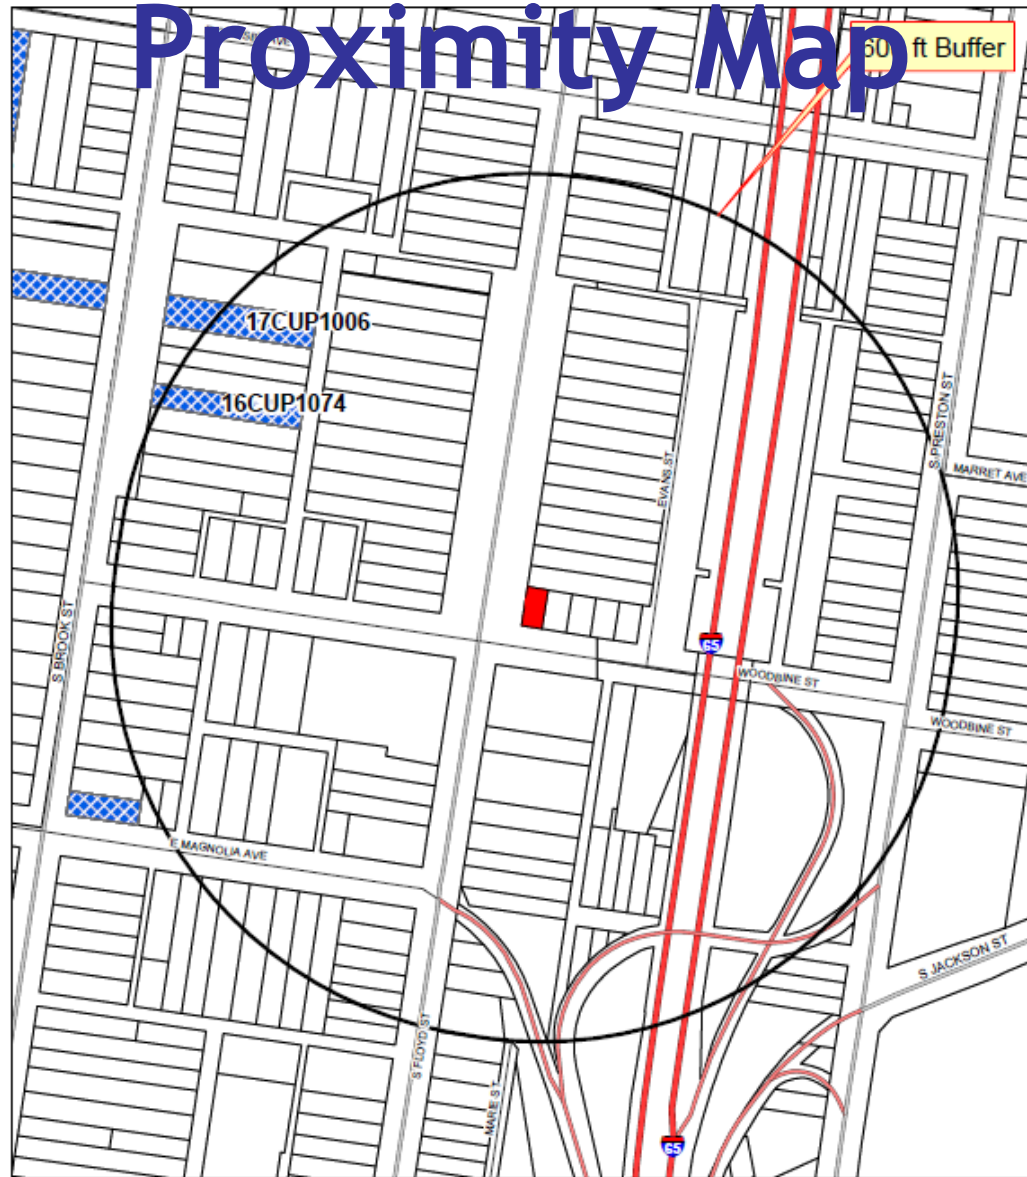 Proximity Map
ft Buffer
17CUP1006
16CUP1074
S PRESTON ST
MARRET AVE
EVANS ST
S BROOK ST
65
WOODBINE ST
WOODBINE ST
E MAGNOLIA AVE
S JACKSON ST
S FLOYD ST
MARIE ST
65